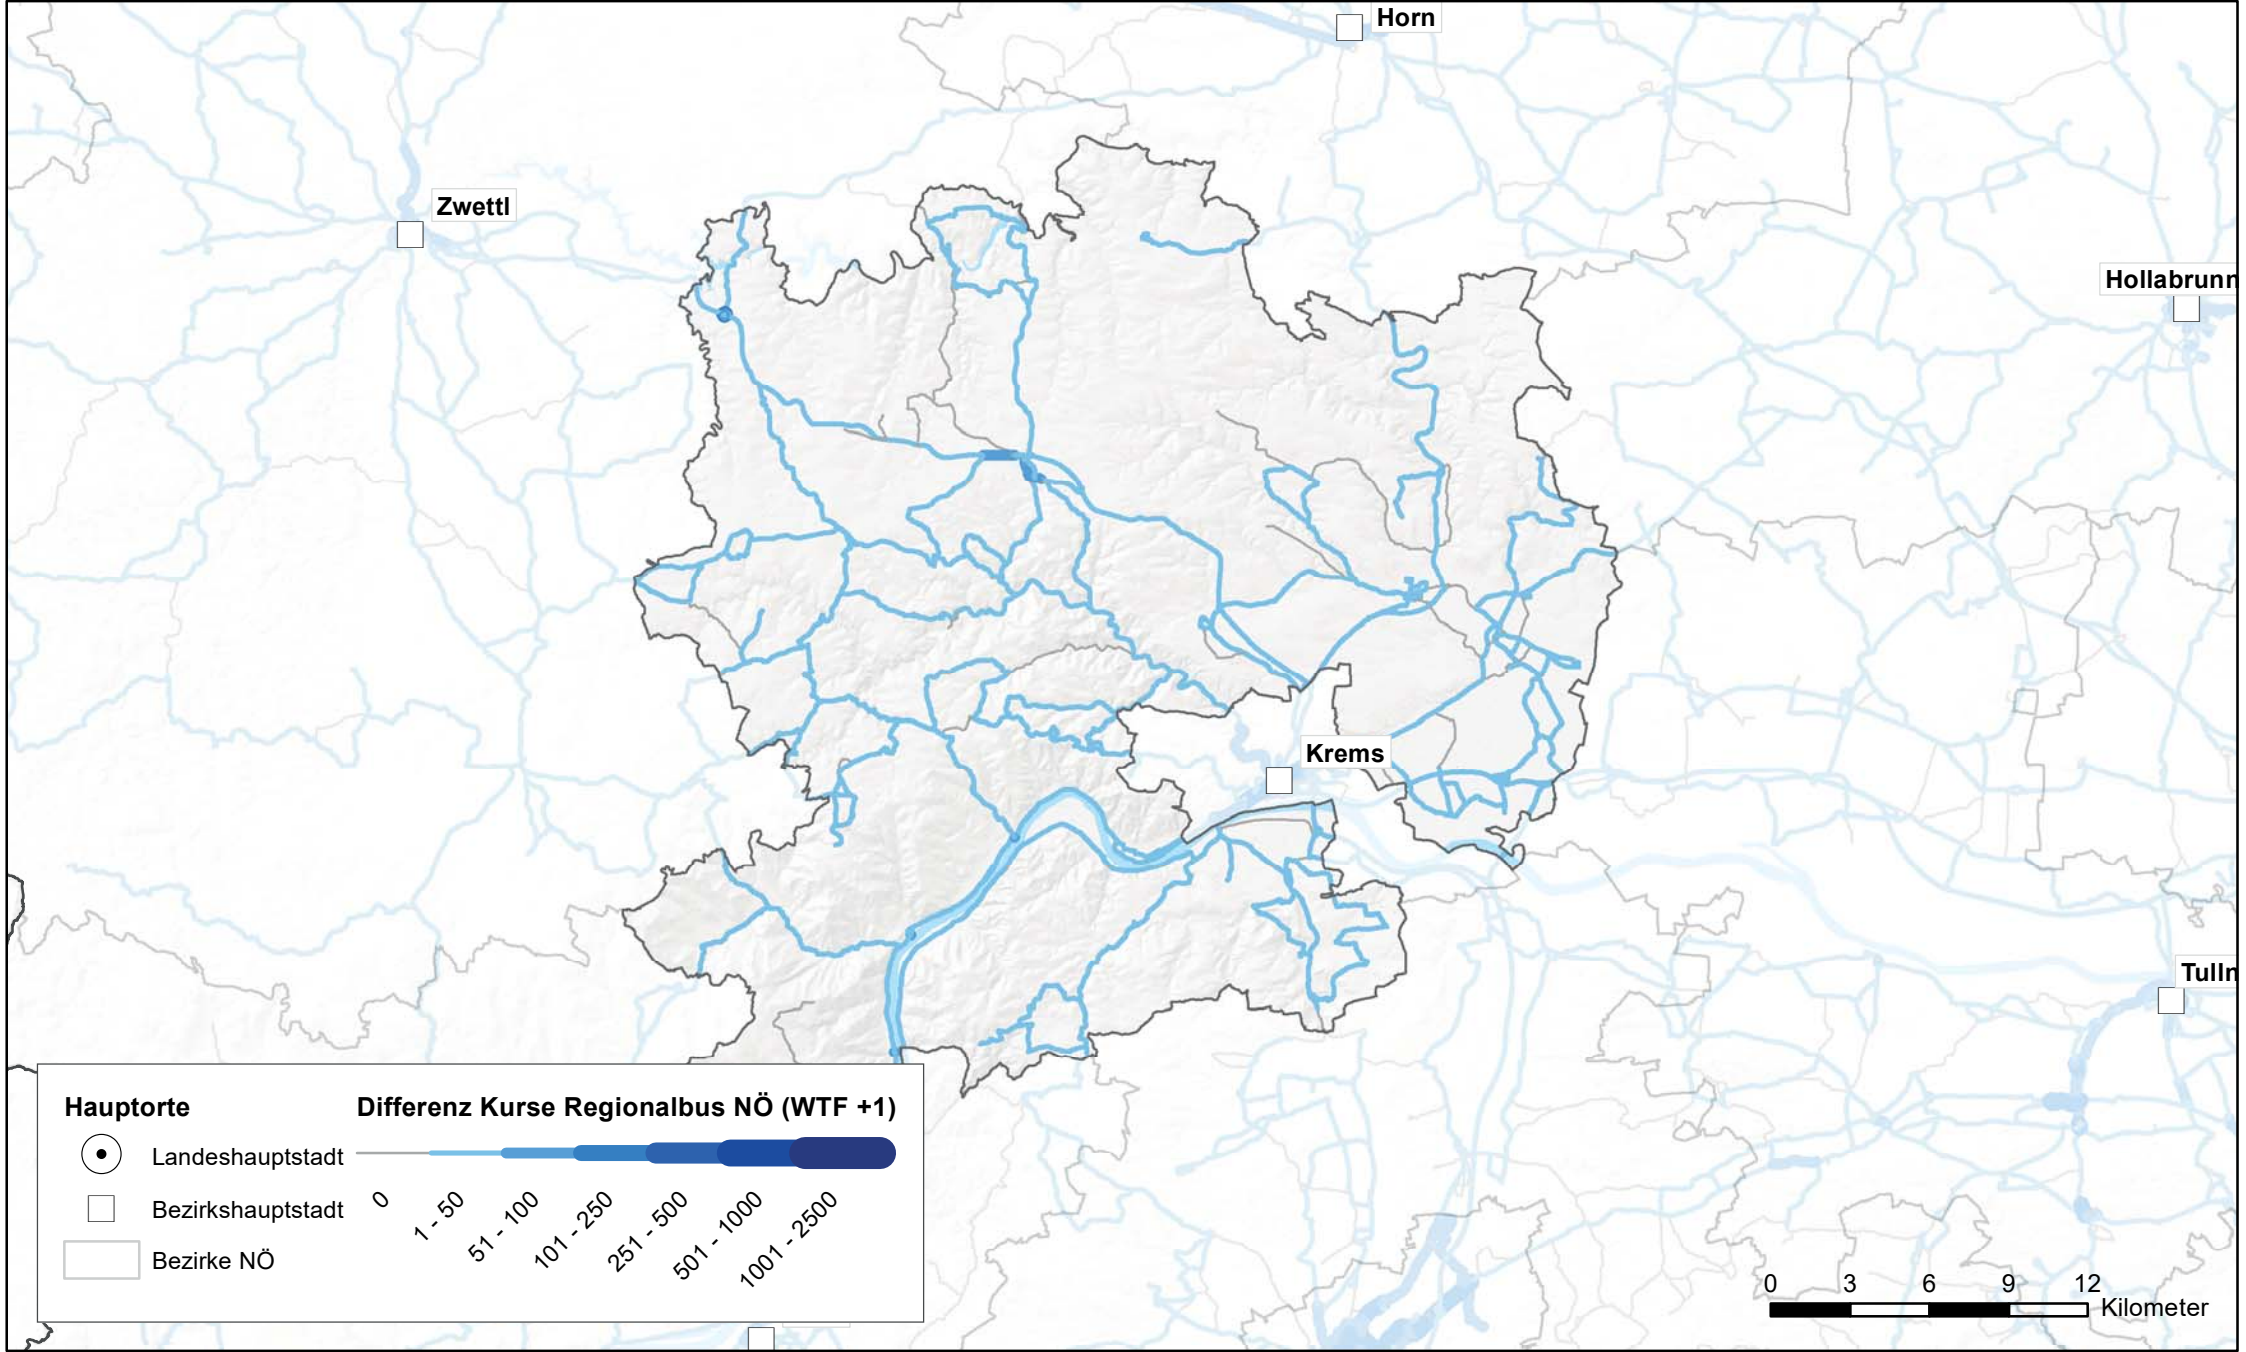 Horn
Zwettl
Hollabrunn
Krems
Tulln
Hauptorte
Landeshauptstadt
Bezirkshauptstadt
Bezirke NÖ
Differenz Kurse Regionalbus NÖ (WTF +1)
0
1 - 50
51 - 100
101 - 250
251 - 500
501 - 1000
1001 - 2500
0 3 6 9 12
Kilometer